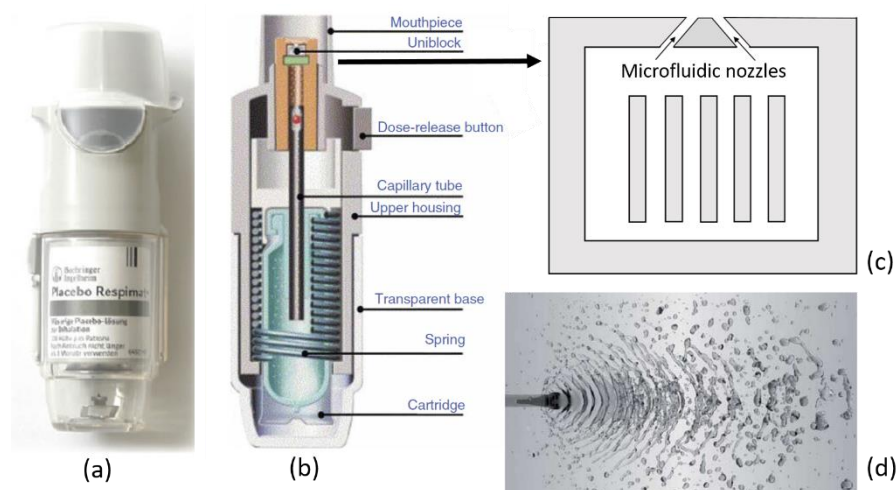 Boehringer
Ingelheim
Placebo Respimat
(a)
Mouthpiece
Uniblock
Dose-release button
Capillary tube
Upper housing
Transparent base
Spring
Cartridge
(b)
Microfluidic nozzles
(c)
(d)